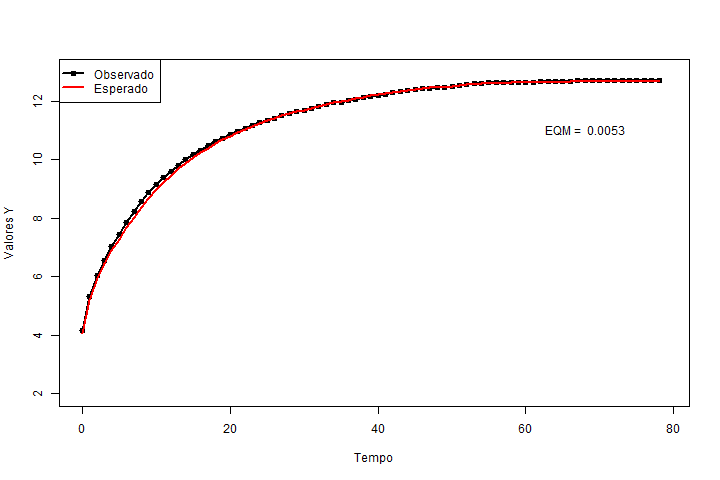 Observado
Esperado
EQM = 0.0053
12
10
8
6
4
2
Valores Y
0 20 40 60 80
Tempo